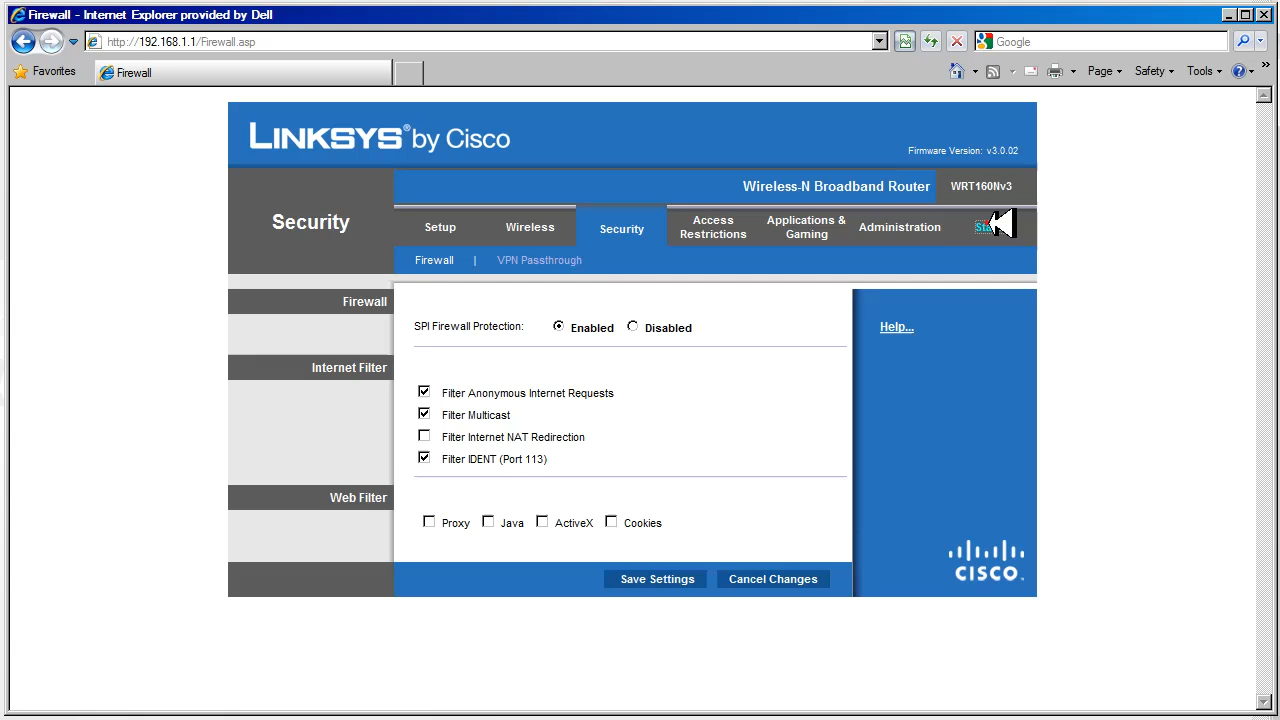 Firewall - Internet Explorer provided by Dell
http://192.168.1.1/Firewall.asp
Google
Favorites
Firewall
Page
Safety
Tools
LINKSYS® by Cisco
Firmware Version: v3.0.02
Wireless-N Broadband Router
WRT160Nv3
Security
Setup
Wireless
Security
Access Restrictions
Applications & Gaming
Administration
Firewall | VPN Passthrough
Firewall
SPI Firewall Protection:
Enabled
Disabled
Help...
Internet Filter
Filter Anonymous Internet Requests
Filter Multicast
Filter Internet NAT Redirection
Filter IDENT (Port 113)
Web Filter
Proxy
Java
ActiveX
Cookies
CISCO.
Save Settings
Cancel Changes